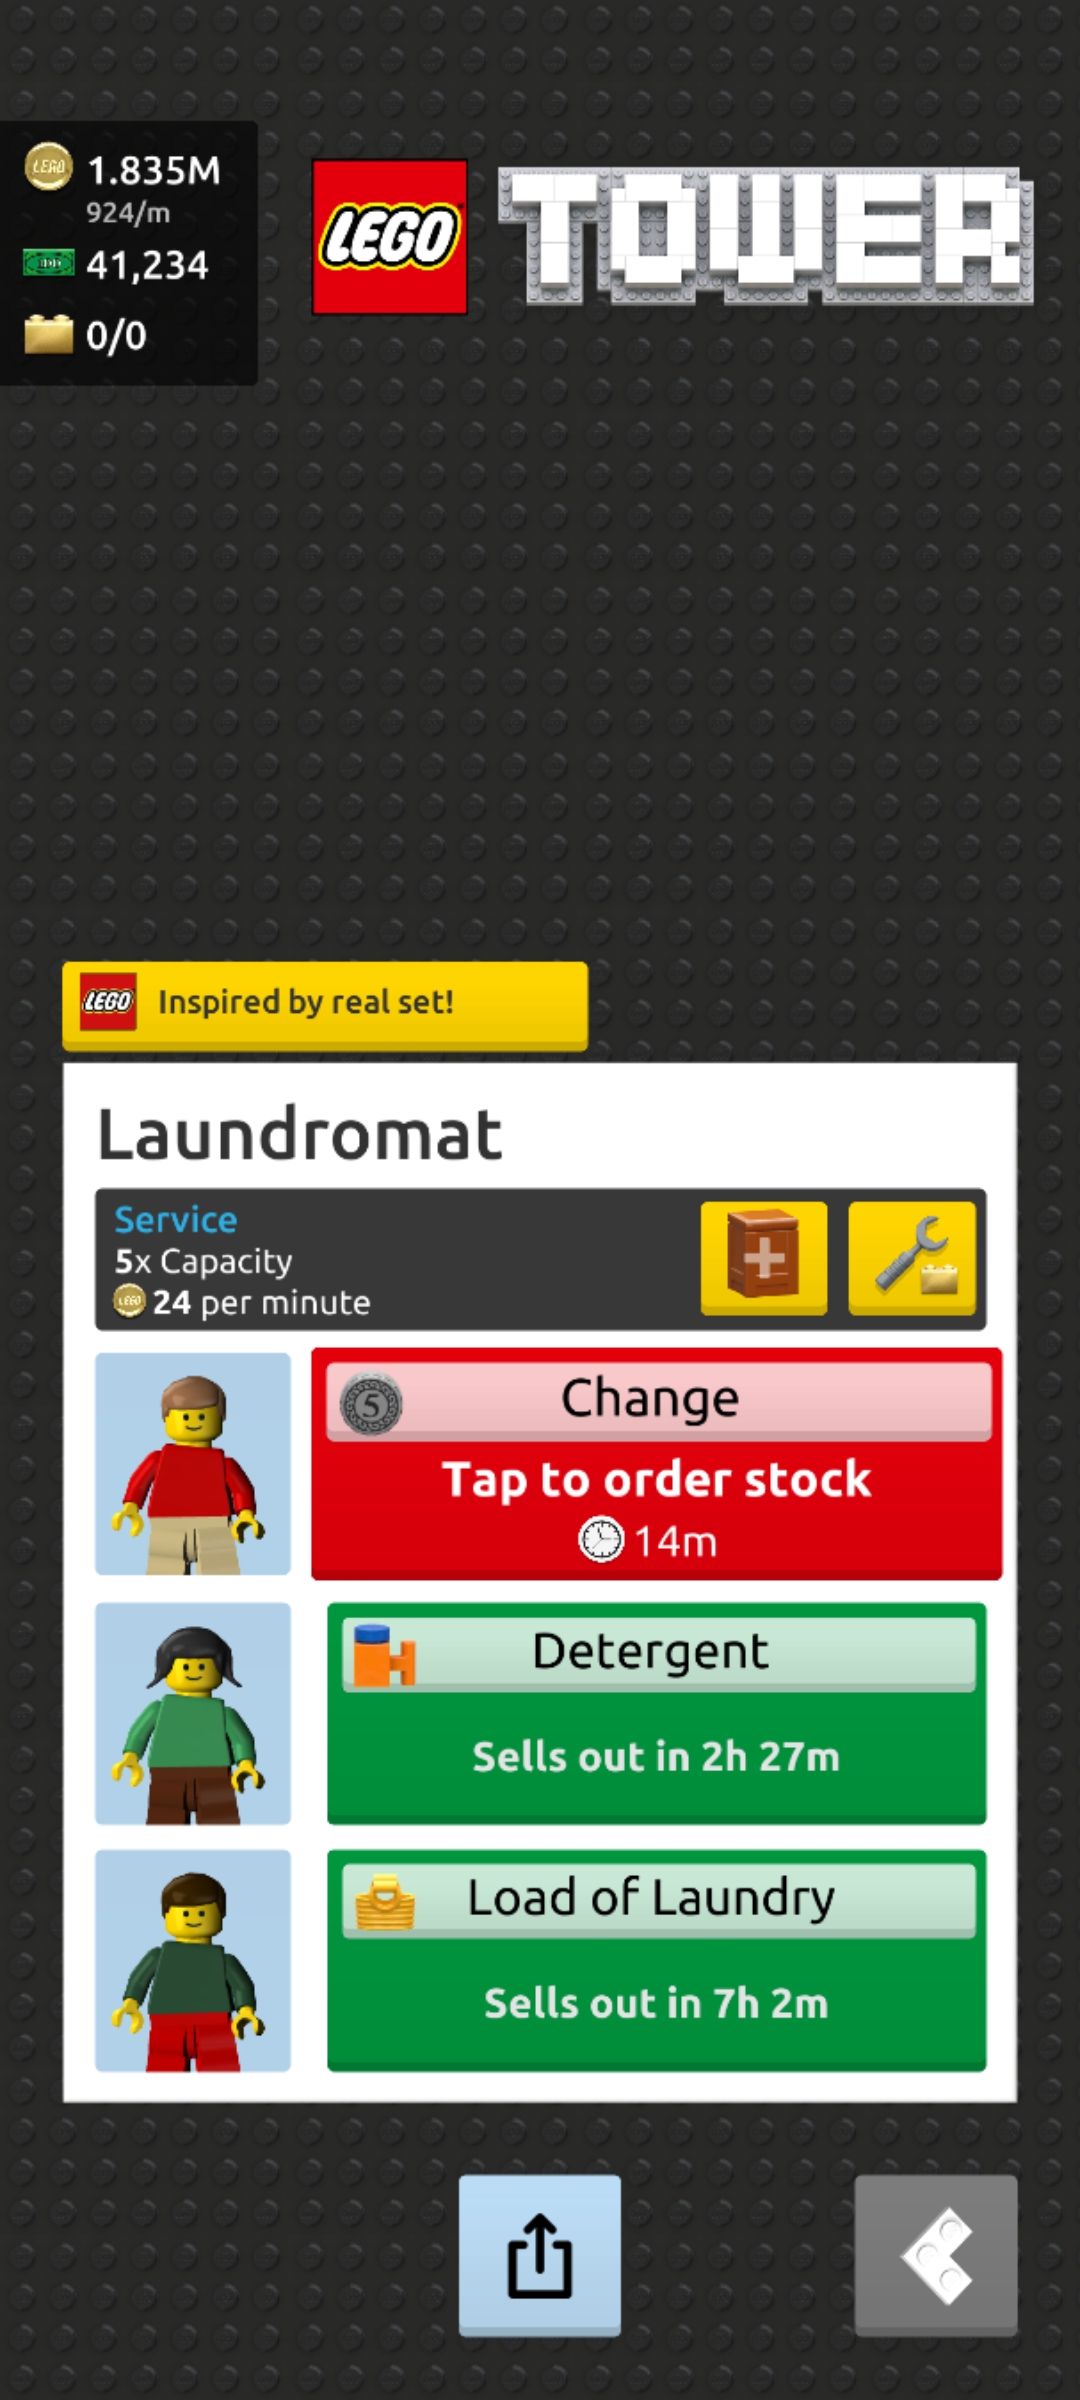 1.835M
924/m
41,234
0/0
LEGO
TOWER
LEGO Inspired by real set!
Laundromat
Service
5x Capacity
24 per minute
5 Change
Tap to order stock
14m
Detergent
Sells out in 2h 27m
Load of Laundry
Sells out in 7h 2m